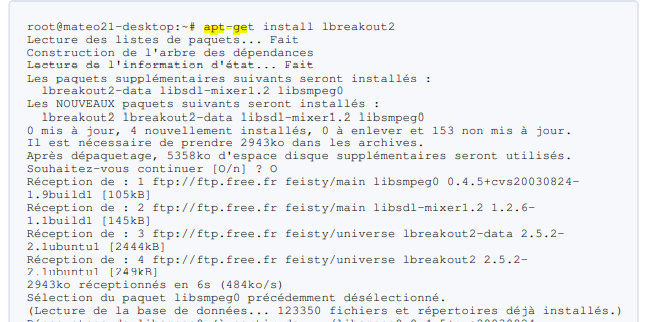 root@mateo21-desktop:~# apt-get install lbreakout2
Lecture des listes de paquets... Fait
Construction de l'arbre des dépendances
Lecture de l'information d'état... Fait
Les paquets supplémentaires suivants seront installés :
  lbreakout2-data libsdl-mixer1.2 libsmpeg0
Les NOUVEAUX paquets suivants seront installés :
  lbreakout2 lbreakout2-data libsdl-mixer1.2 libsmpeg0
0 mis à jour, 4 nouvellement installés, 0 à enlever et 153 non mis à jour.
Il est nécessaire de prendre 2943ko dans les archives.
Après dépaquetage, 5358ko d'espace disque supplémentaires seront utilisés.
Souhaitez-vous continuer [O/n] ? O
Réception de : 1 ftp://ftp.free.fr feisty/main libsmpeg0 0.4.5+cvs20030824-
1.9build1 [105kB]
Réception de : 2 ftp://ftp.free.fr feisty/main libsdl-mixer1.2 1.2.6-
1.1build1 [145kB]
Réception de : 3 ftp://ftp.free.fr feisty/universe lbreakout2-data 2.5.2-
2.1ubuntu1 [2444kB]
Réception de : 4 ftp://ftp.free.fr feisty/universe lbreakout2 2.5.2-
2.1ubuntu1 [249kB]
2943ko réceptionnés en 6s (484ko/s)
Sélection du paquet libsmpeg0 précédemment désélectionné.
(Lecture de la base de données... 123350 fichiers et répertoires déjà installés.)